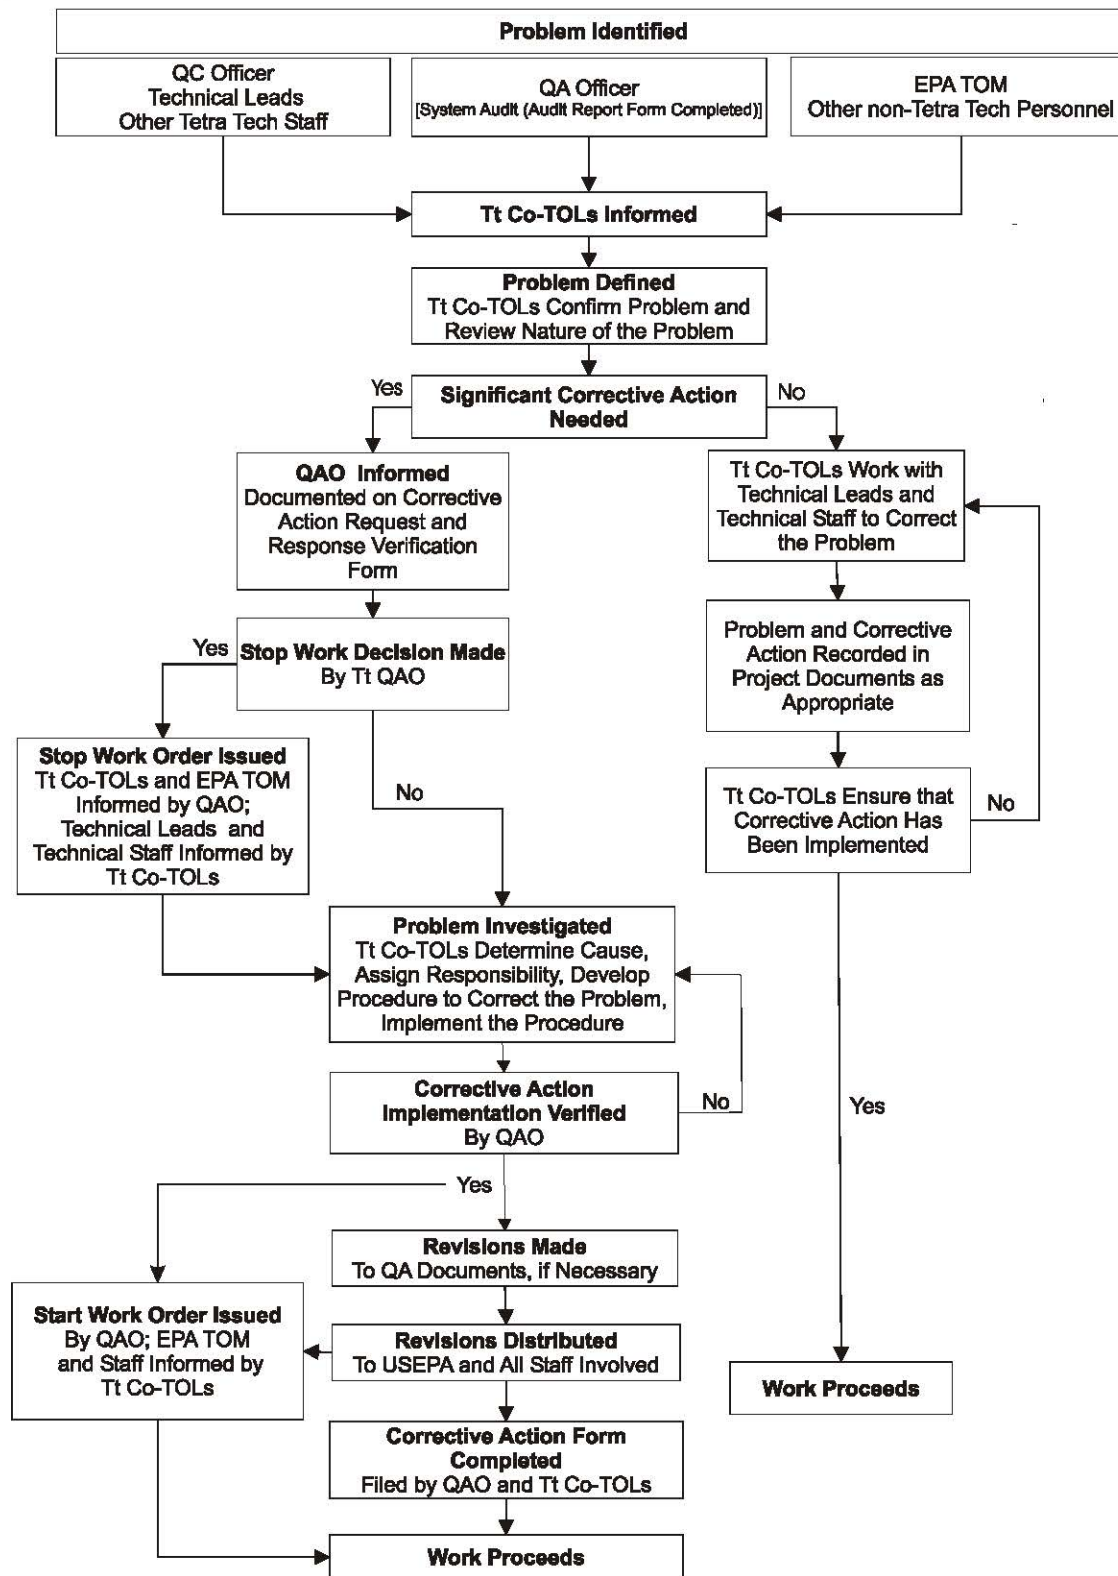 Problem Identified
QC Officer
Technical Leads
Other Tetra Tech Staff
QA Officer
[System Audit (Audit Report Form Completed)]
EPA TOM
Other non-Tetra Tech Personnel
Tt Co-TOLs Informed
Problem Defined
Tt Co-TOLs Confirm Problem and
Review Nature of the Problem
Yes
Significant Corrective Action
Needed
No
QAO Informed
Documented on Corrective
Action Request and
Response Verification
Form
Tt Co-TOLs Work with
Technical Leads and
Technical Staff to Correct
the Problem
Yes
Stop Work Decision Made
By Tt QAO
Problem and Corrective
Action Recorded in
Project Documents as
Appropriate
Stop Work Order Issued
Tt Co-TOLs and EPA TOM
Informed by QAO;
Technical Leads and
Technical Staff Informed by
Tt Co-TOLs
No
Tt Co-TOLs Ensure that
Corrective Action Has
Been Implemented
No
Problem Investigated
Tt Co-TOLs Determine Cause,
Assign Responsibility, Develop
Procedure to Correct the Problem,
Implement the Procedure
Corrective Action
Implementation Verified
By QAO
No
Yes
Yes
Revisions Made
To QA Documents, if Necessary
Start Work Order Issued
By QAO; EPA TOM
and Staff Informed by
Tt Co-TOLs
Revisions Distributed
To USEPA and All Staff Involved
Work Proceeds
Corrective Action Form
Completed
Filed by QAO and Tt Co-TOLs
Work Proceeds